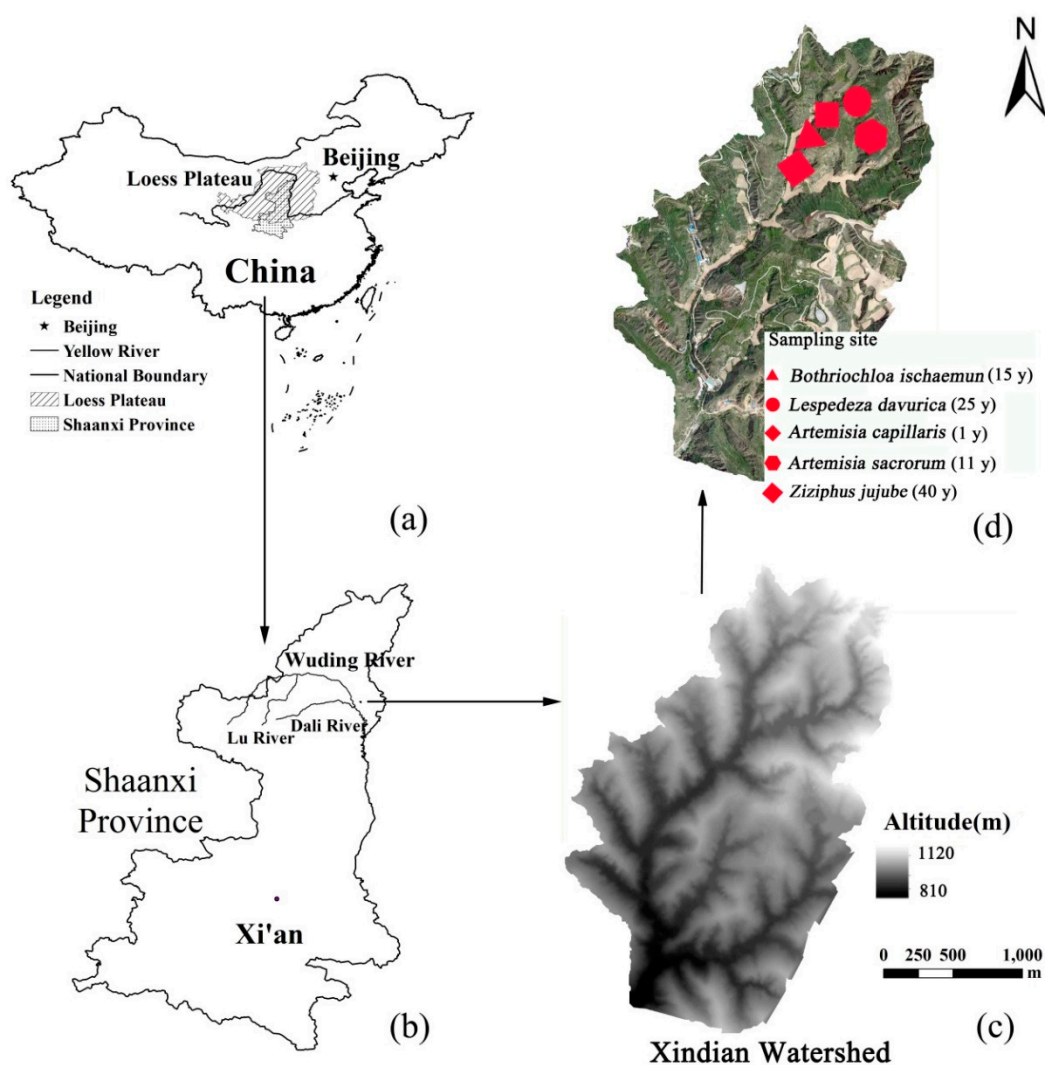 Beijing
Loess Plateau
China
Legend
Beijing
Yellow River
National Boundary
Loess Plateau
Shaanxi Province
(a)
N
Sampling site
Bothriochloa ischaemun (15 y)
Lespedeza davurica (25 y)
Artemisia capillaris (1 y)
Artemisia sacrorum (11 y)
Ziziphus jujube (40 y)
(d)
Wuding River
Lu River
Dali River
Shaanxi
Province
Xi'an
(b)
Altitude(m)
1120
810
0 250 500 1,000
m
(c)
Xindian Watershed